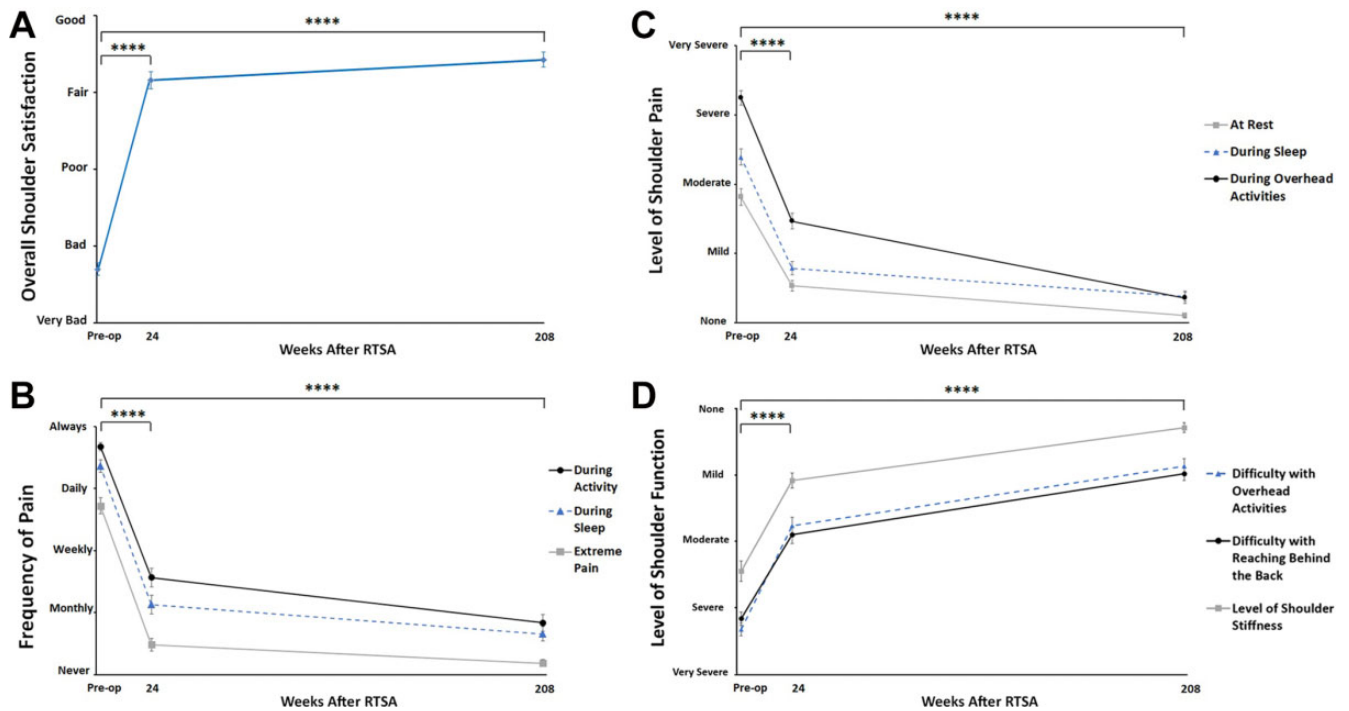 A
Overall Shoulder Satisfaction
Good
Fair
Poor
Bad
Very Bad
****
****
Pre-op
24
208
Weeks After RTSA
B
Frequency of Pain
Always
Daily
Weekly
Monthly
Never
****
****
Pre-op
24
208
Weeks After RTSA
During
Activity
During
Sleep
Extreme
Pain
C
Level of Shoulder Pain
Very Severe
Severe
Moderate
Mild
None
****
****
Pre-op
24
208
Weeks After RTSA
At Rest
During Sleep
During Overhead
Activities
D
Level of Shoulder Function
None
Mild
Moderate
Severe
Very Severe
****
****
Pre-op
24
208
Weeks After RTSA
Difficulty with
Overhead
Activities
Difficulty with
Reaching Behind
the Back
Level of Shoulder
Stiffness